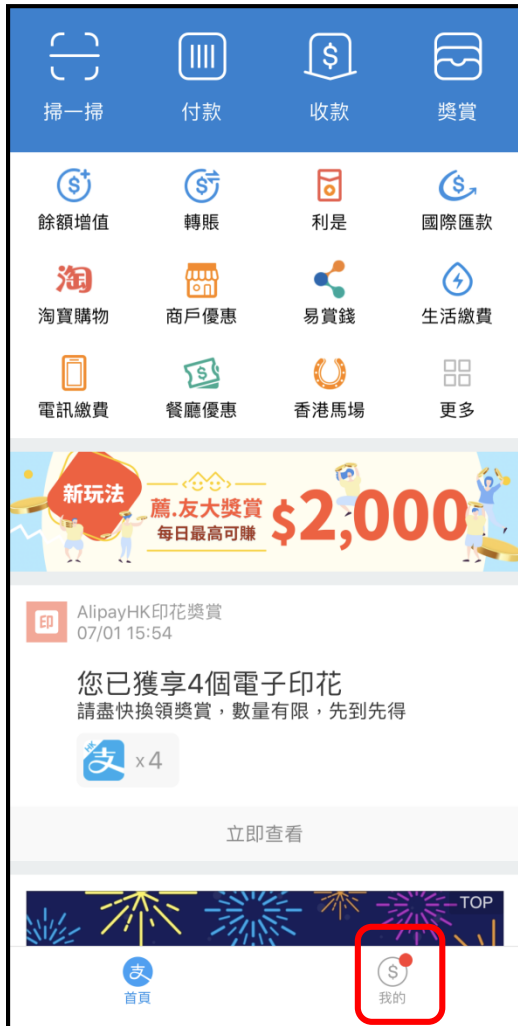 掃一掃 付款 收款 獎賞
餘額增值 轉賬 利是 國際匯款
淘
淘寶購物 商戶優惠 易賞錢 生活繳費
電訊繳費 餐廳優惠 香港馬場 更多
新玩法
薦.友大獎賞
每日最高可賺
$2,000
印
AlipayHK印花獎賞
07/01 15:54
您已獲享4個電子印花
請盡快換領獎賞，數量有限，先到先得
HK
支 x4
立即查看
TOP
支
首頁
$
我的